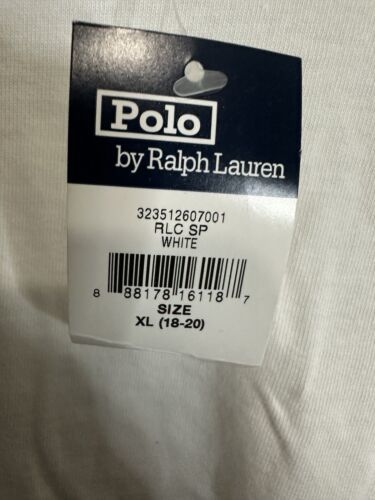 Polo
by Ralph Lauren
323512607001
RLC SP
WHITE
8 88178 16118 7
SIZE
XL (18-20)